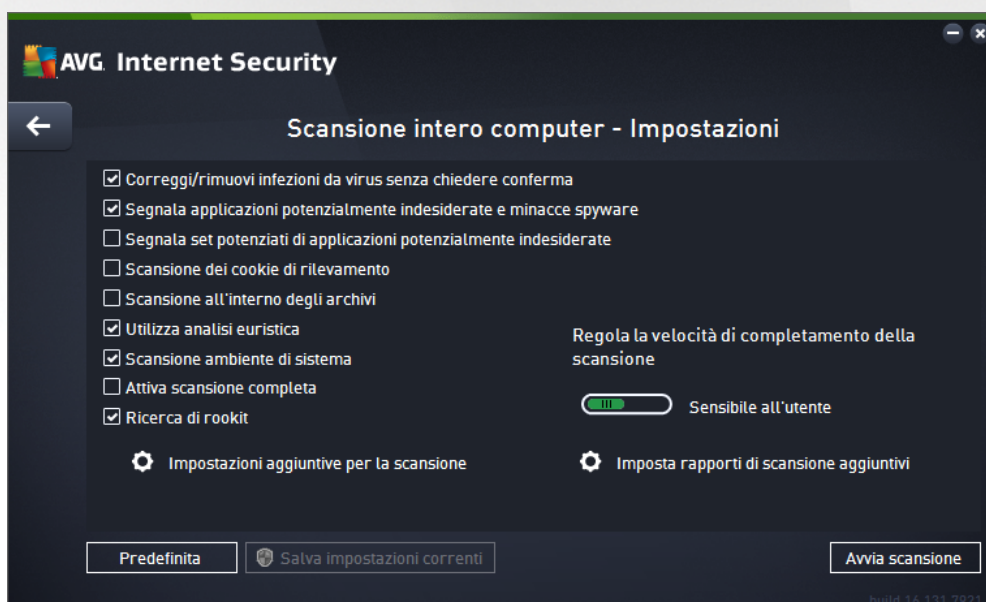 AVG. Internet Security
Scansione intero computer - Impostazioni
Correggi/rimuovi infezioni da virus senza chiedere conferma
Segnala applicazioni potenzialmente indesiderate e minacce spyware
Segnala set potenziati di applicazioni potenzialmente indesiderate
Scansione dei cookie di rilevamento
Scansione all'interno degli archivi
Utilizza analisi euristica
Scansione ambiente di sistema
Attiva scansione completa
Ricerca di rookit
Regola la velocità di completamento della
scansione
Sensibile all'utente
Impostazioni aggiuntive per la scansione
Imposta rapporti di scansione aggiuntivi
Predefinita
Salva impostazioni correnti
Avvia scansione
build 16.131.7921